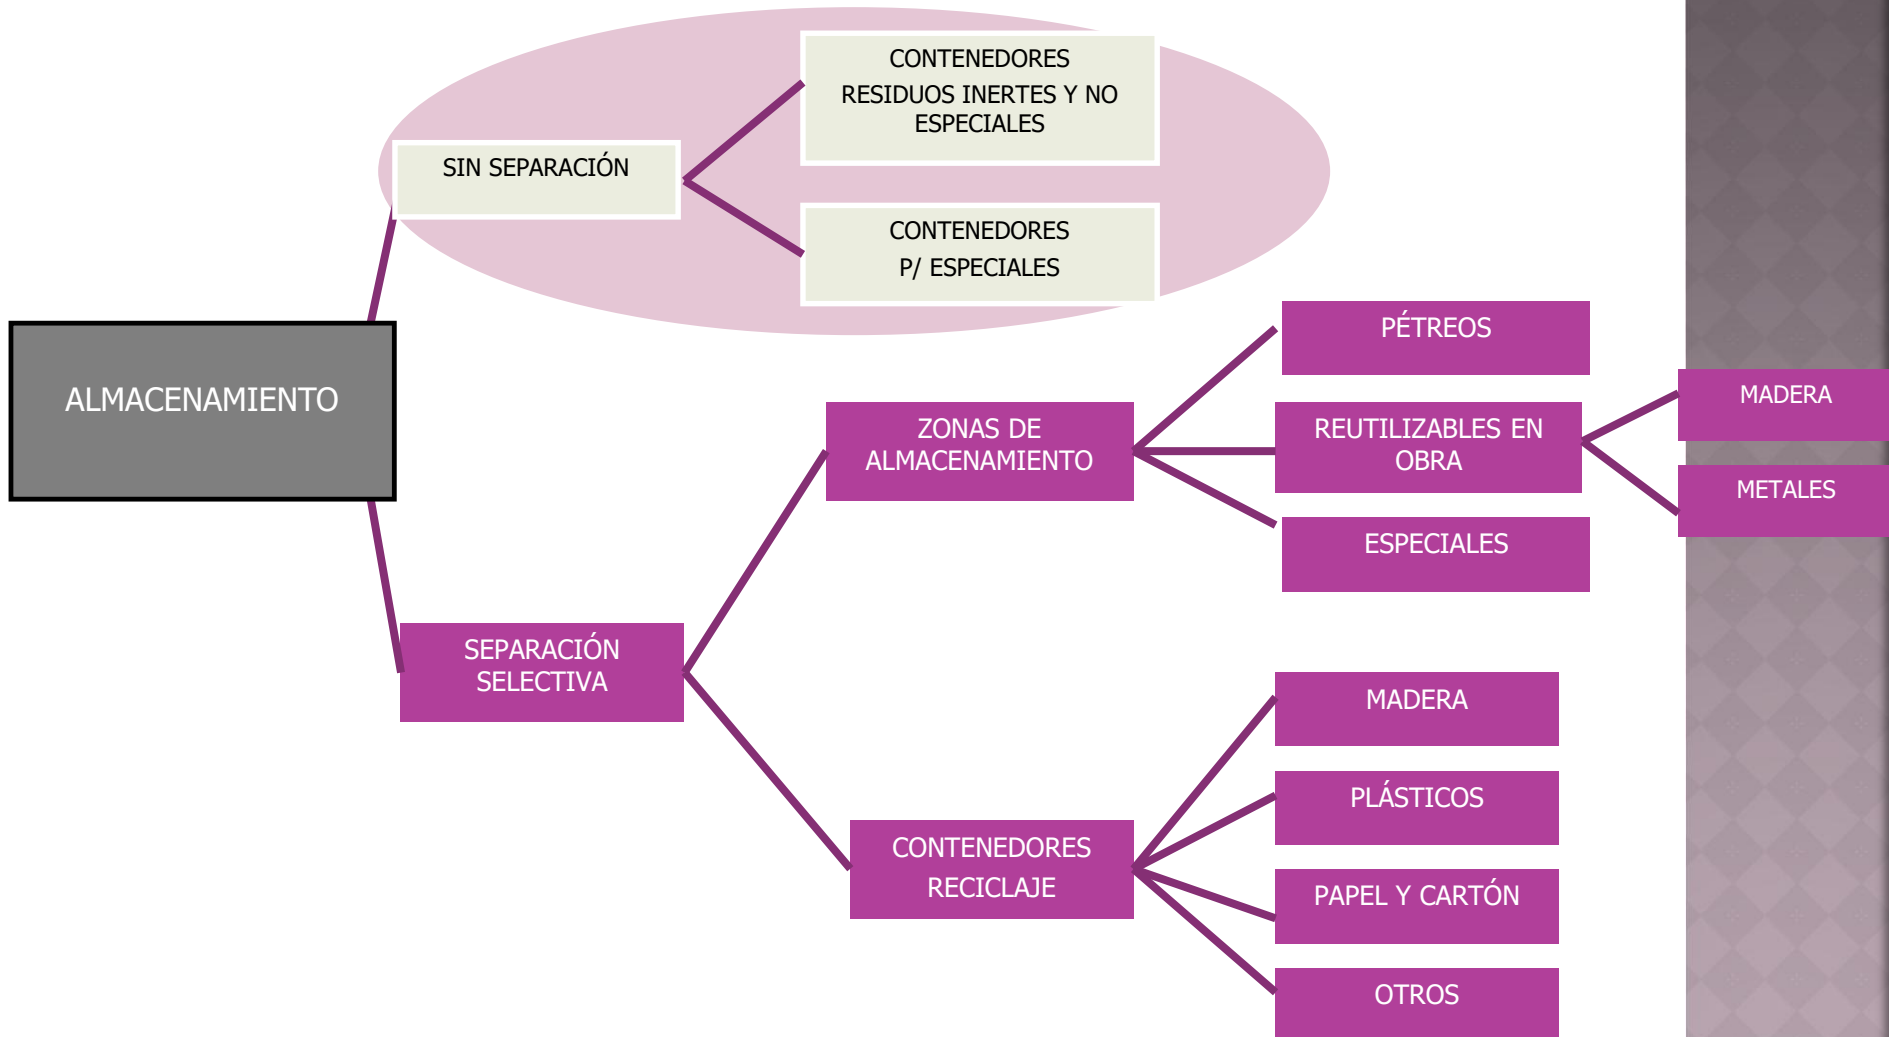 CONTENEDORES
RESIDUOS INERTES Y NO
ESPECIALES
SIN SEPARACIÓN
CONTENEDORES
P/ ESPECIALES
ALMACENAMIENTO
PÉTREOS
ZONAS DE
ALMACENAMIENTO
REUTILIZABLES EN
OBRA
MADERA
METALES
ESPECIALES
SEPARACIÓN
SELECTIVA
MADERA
PLÁSTICOS
CONTENEDORES
RECICLAJE
PAPEL Y CARTÓN
OTROS